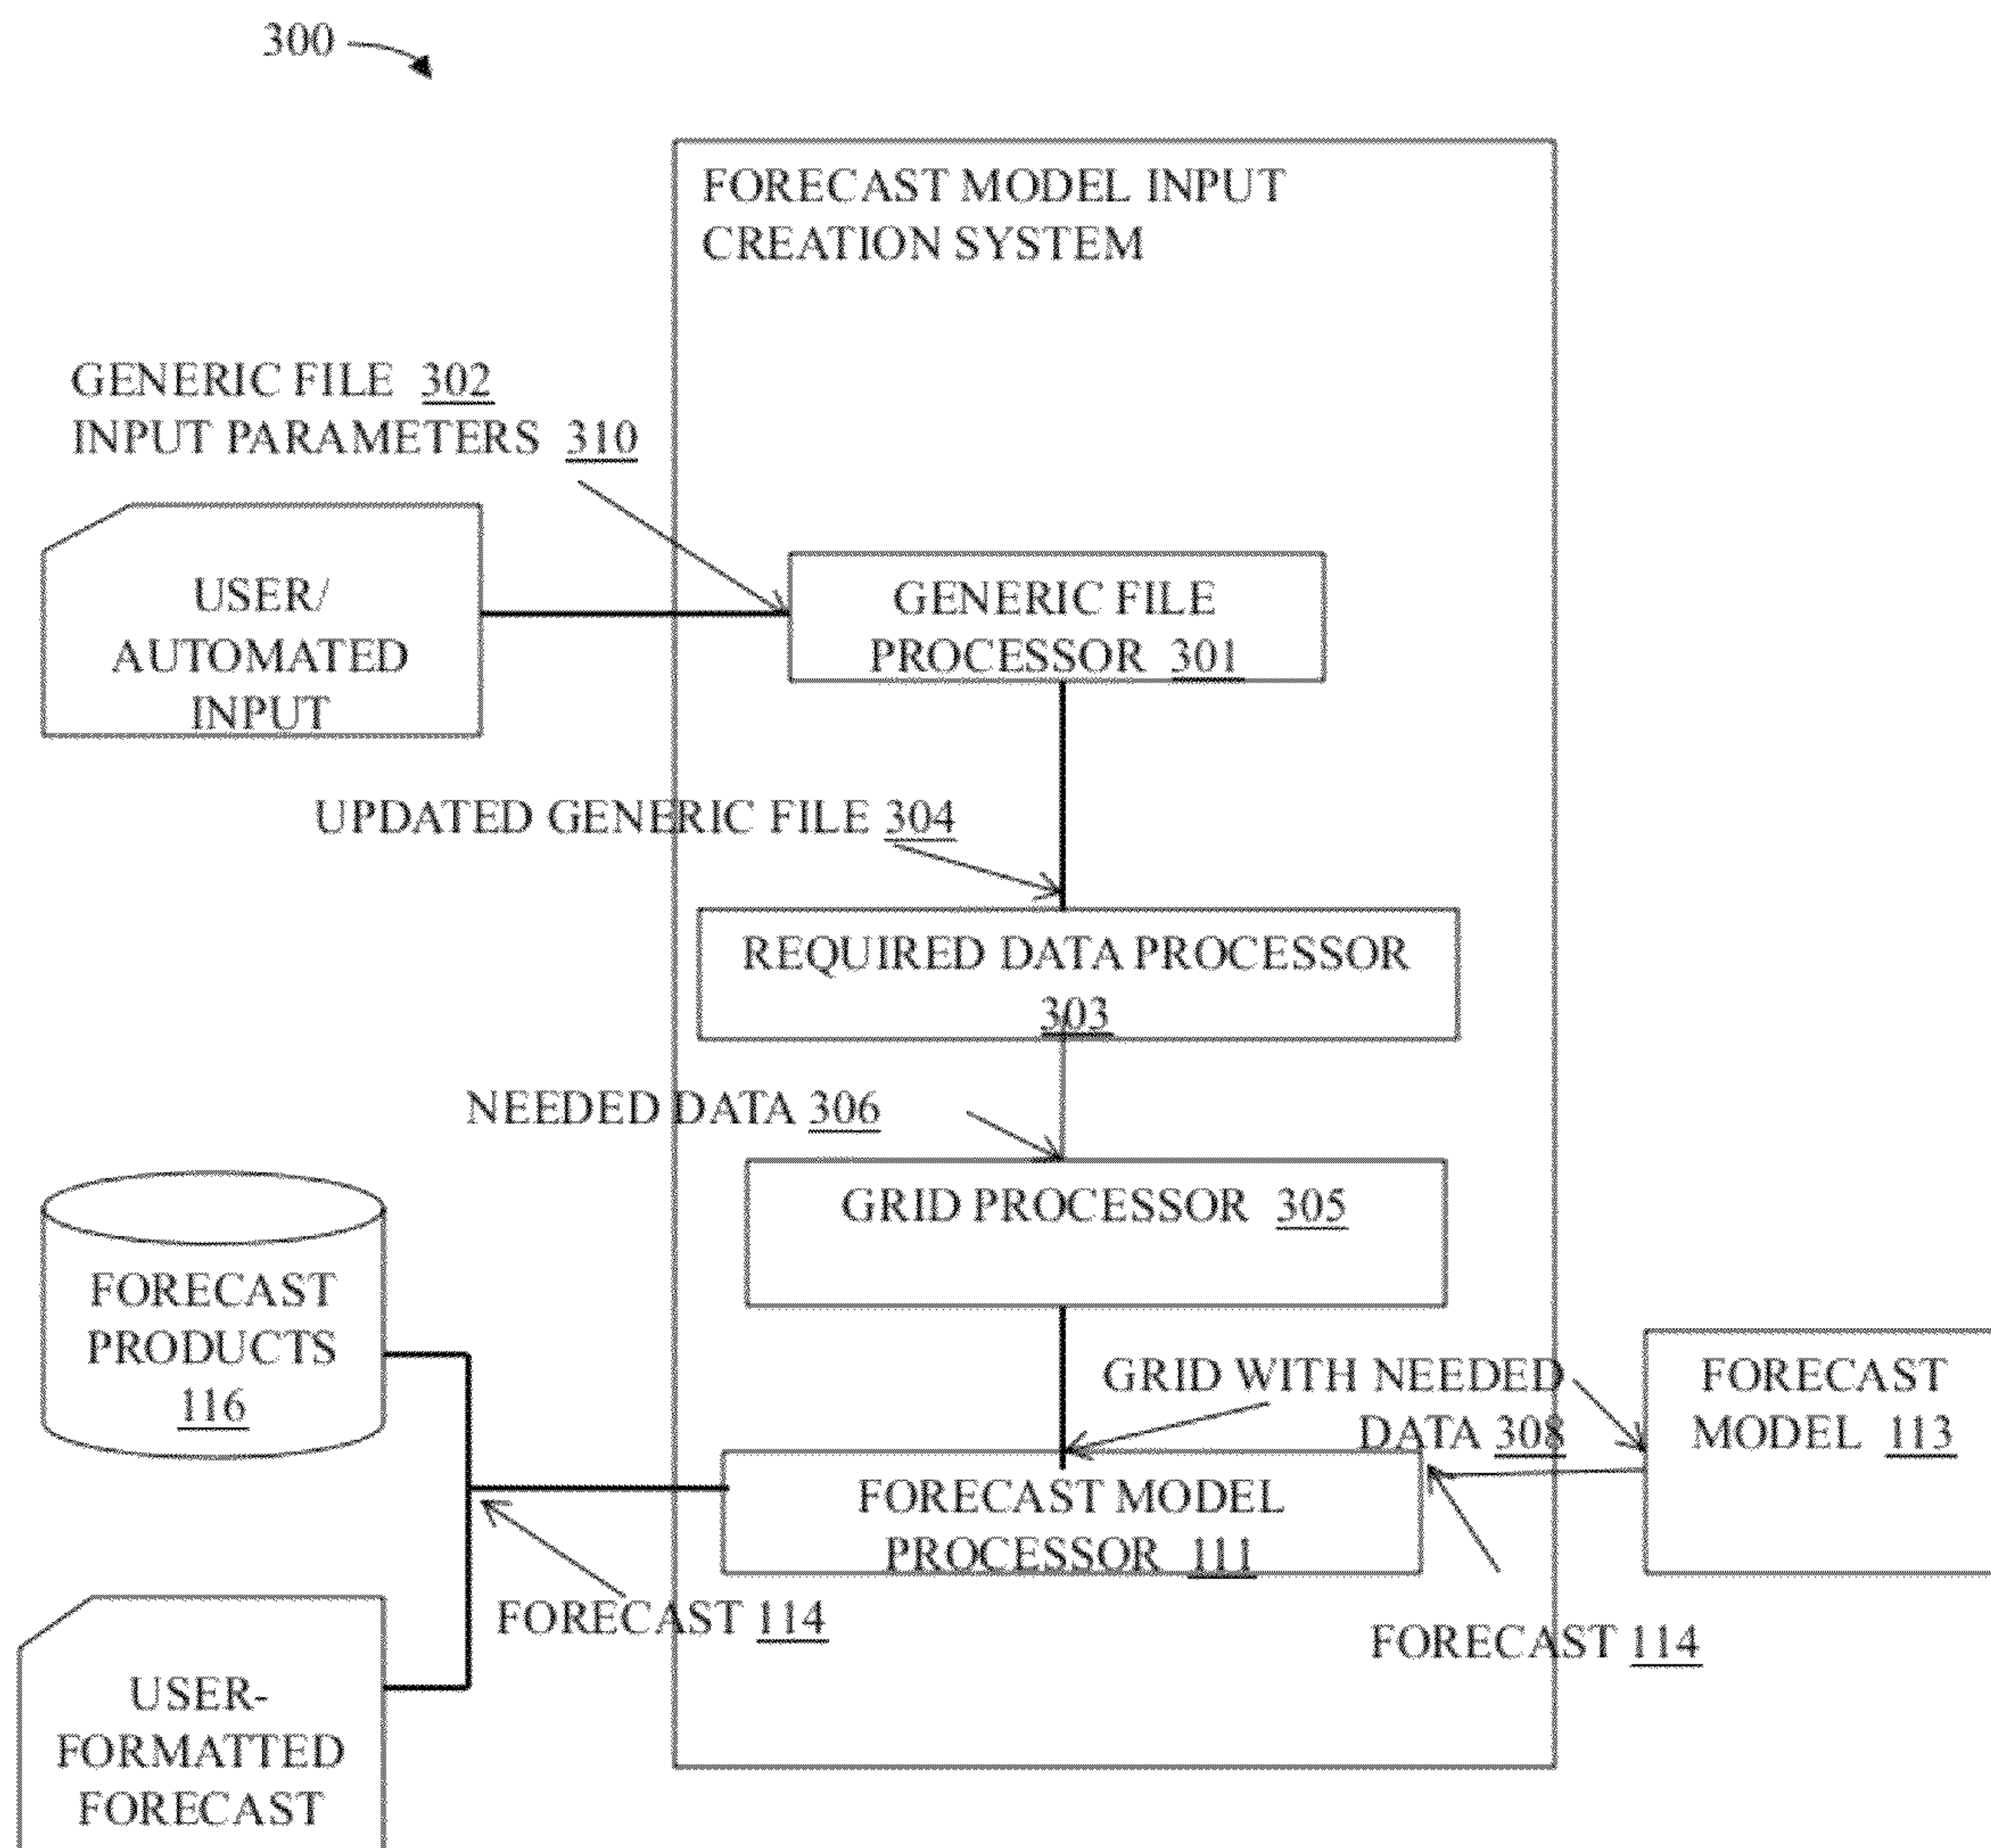 300
FORECAST MODEL INPUT
CREATION SYSTEM
GENERIC FILE 302
INPUT PARAMETERS 310
USER/
AUTOMATED
INPUT
GENERIC FILE
PROCESSOR 301
UPDATED GENERIC FILE 304
REQUIRED DATA PROCESSOR
303
NEEDED DATA 306
GRID PROCESSOR 305
FORECAST
PRODUCTS
116
GRID WITH NEEDED
DATA 308
FORECAST
MODEL 113
FORECAST MODEL
PROCESSOR 111
FORECAST 114
FORECAST 114
USER-
FORMATTED
FORECAST